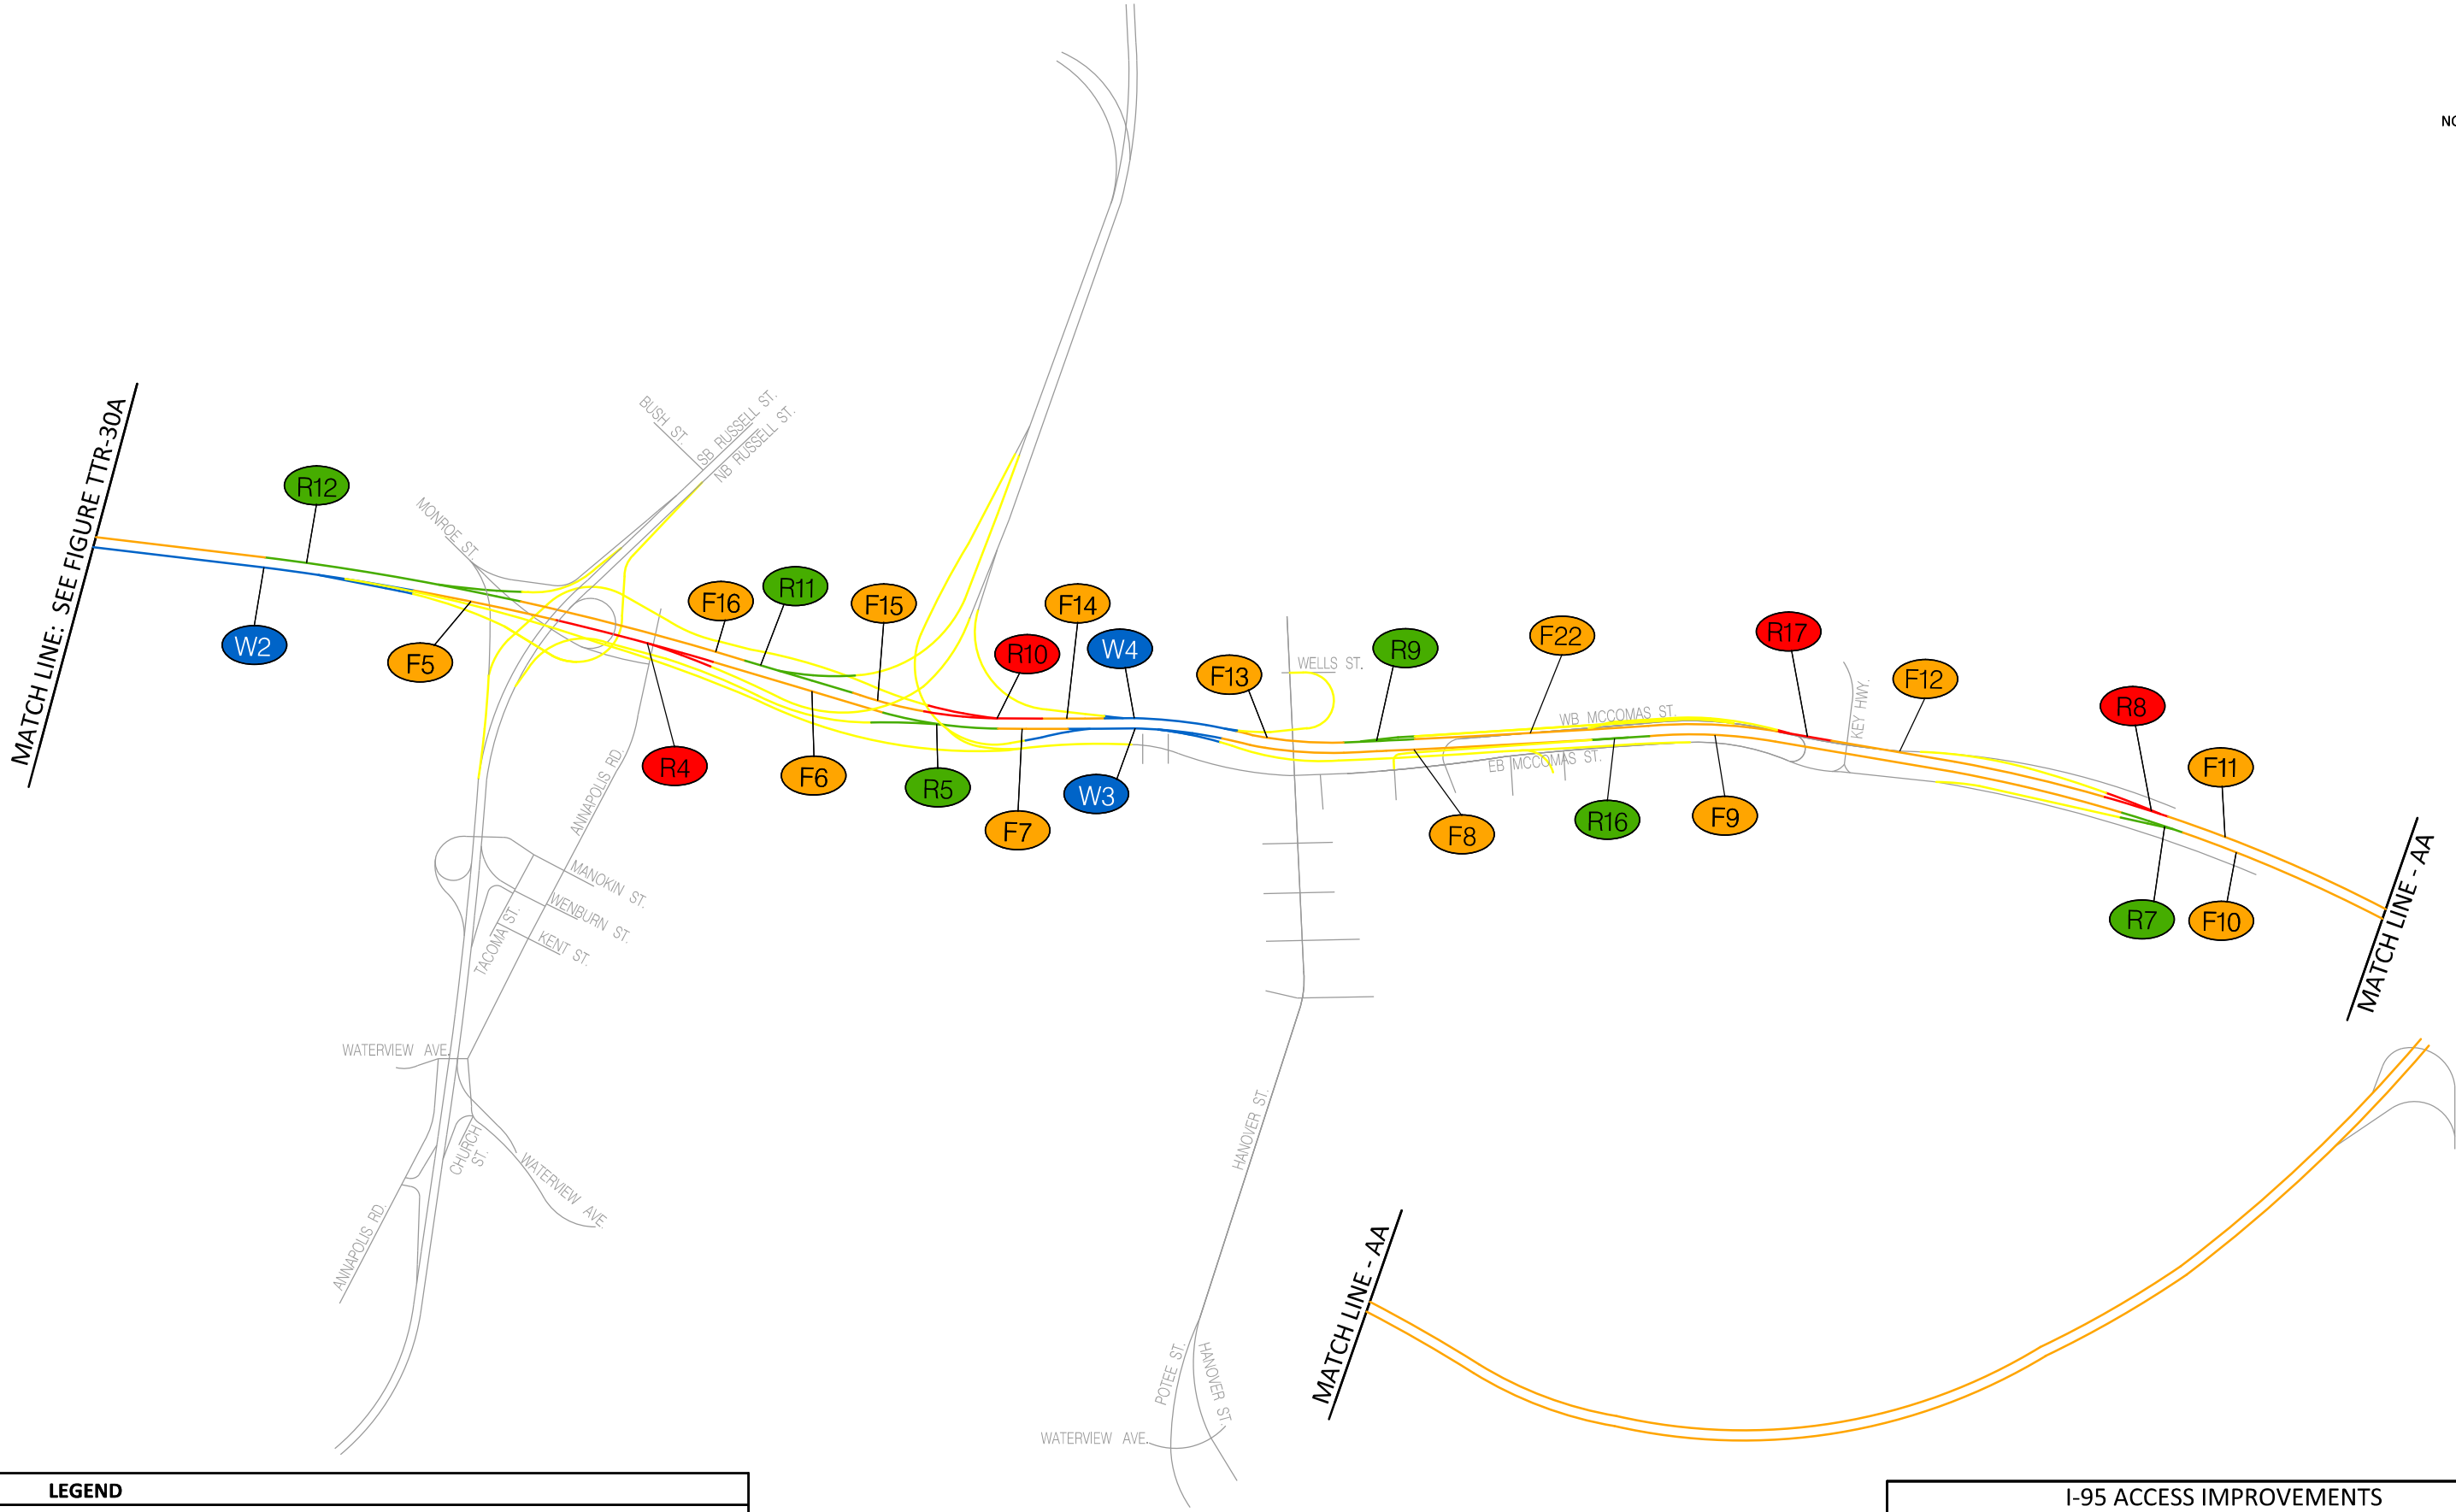 NO
MATCH LINE: SEE FIGURE TTR-30A
BUSH ST.
SB RUSSELL ST.
NB RUSSELL ST.
MONROE ST.
R12
W2
F5
F16
R11
F15
R10
F14
W4
F13
WELLS ST.
R9
F22
R17
F12
R8
F11
WB MCCOMAS ST.
EB MCCOMAS ST.
KEY HWY.
R4
F6
R5
F7
W3
F8
R16
F9
R7
F10
MATCH LINE - AA
ANNAPOLIS RD.
MANOKIN ST.
WENBURN ST.
KENT ST.
TACOMA ST.
WATERVIEW AVE.
CHURCH
ST.
WATERVIEW AVE.
ANNAPOLIS RD.
HANOVER ST.
POTEE ST.
HANOVER ST.
WATERVIEW AVE.
MATCH LINE - AA
LEGEND
I-95 ACCESS IMPROVEMENTS